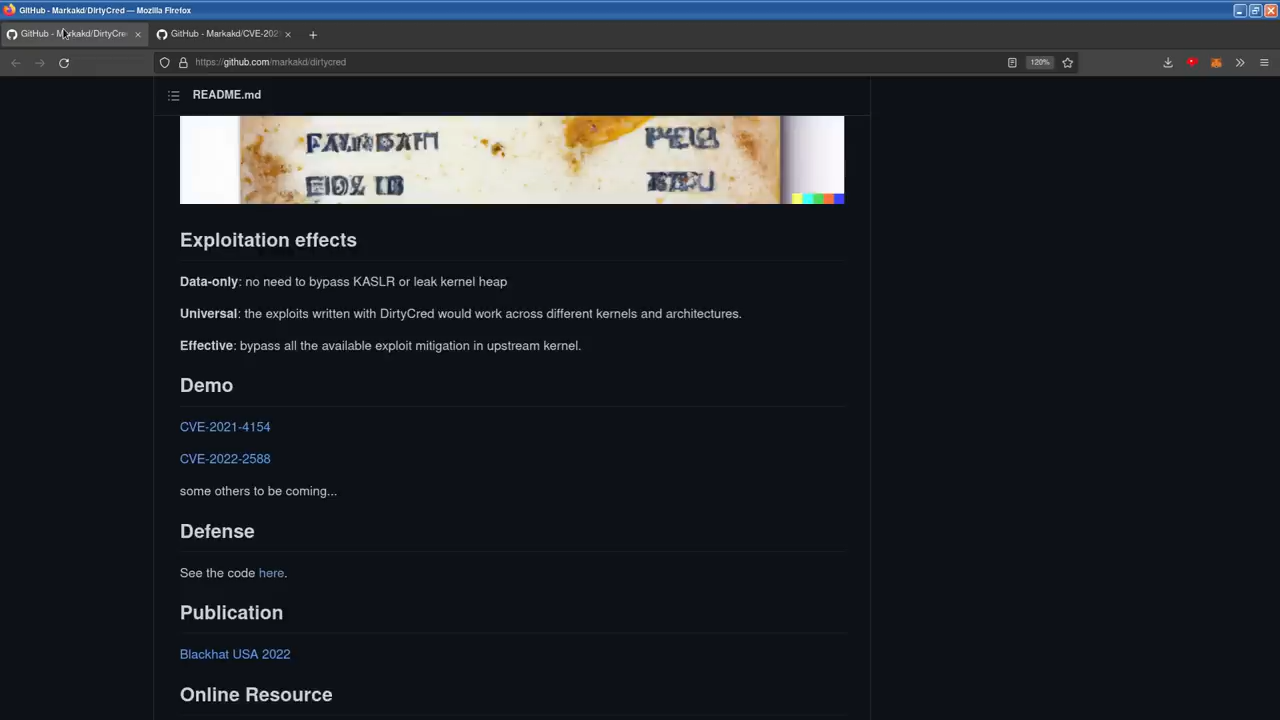 GitHub - Markakd/DirtyCred — Mozilla Firefox
GitHub - Markakd/DirtyCre
GitHub - Markakd/CVE-202
https://github.com/markakd/dirtycred
120%
README.md
Exploitation effects
Data-only: no need to bypass KASLR or leak kernel heap
Universal: the exploits written with DirtyCred would work across different kernels and architectures.
Effective: bypass all the available exploit mitigation in upstream kernel.
Demo
CVE-2021-4154
CVE-2022-2588
some others to be coming...
Defense
See the code here.
Publication
Blackhat USA 2022
Online Resource